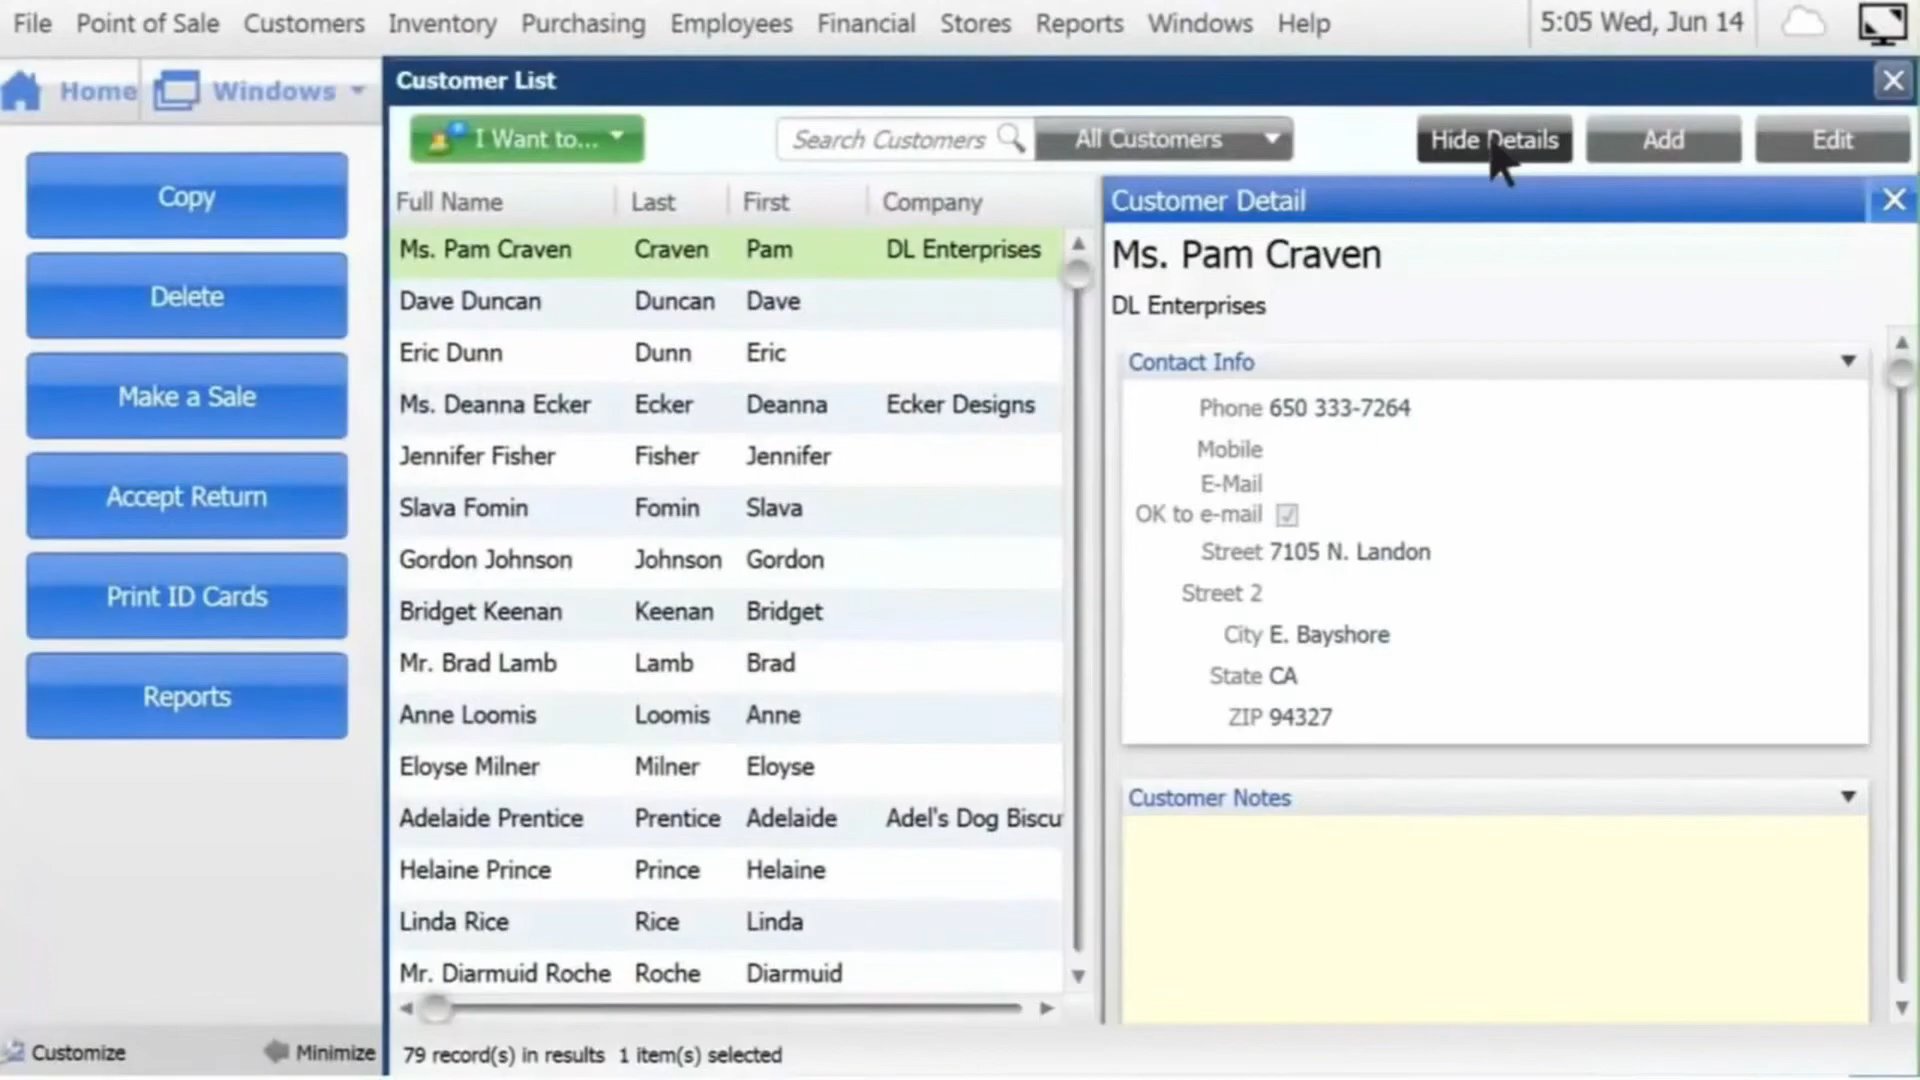 File Point of Sale Customers Inventory Purchasing Employees Financial Stores Reports Windows Help 5:05 Wed, Jun 14
Home Windows
Customer List
I Want to... Search Customers All Customers Hide Details Add Edit
Copy
Delete
Make a Sale
Accept Return
Print ID Cards
Reports
Customize Minimize
Full Name Last First Company
Ms. Pam Craven Craven Pam DL Enterprises
Dave Duncan Duncan Dave
Eric Dunn Dunn Eric
Ms. Deanna Ecker Ecker Deanna Ecker Designs
Jennifer Fisher Fisher Jennifer
Slava Fomin Fomin Slava
Gordon Johnson Johnson Gordon
Bridget Keenan Keenan Bridget
Mr. Brad Lamb Lamb Brad
Anne Loomis Loomis Anne
Eloyse Milner Milner Eloyse
Adelaide Prentice Prentice Adelaide Adel's Dog Biscu
Helaine Prince Prince Helaine
Linda Rice Rice Linda
Mr. Diarmuid Roche Roche Diarmuid
79 record(s) in results 1 item(s) selected
Customer Detail
Ms. Pam Craven
DL Enterprises
Contact Info
Phone 650 333-7264
Mobile
E-Mail
OK to e-mail
Street 7105 N. Landon
Street 2
City E. Bayshore
State CA
ZIP 94327
Customer Notes